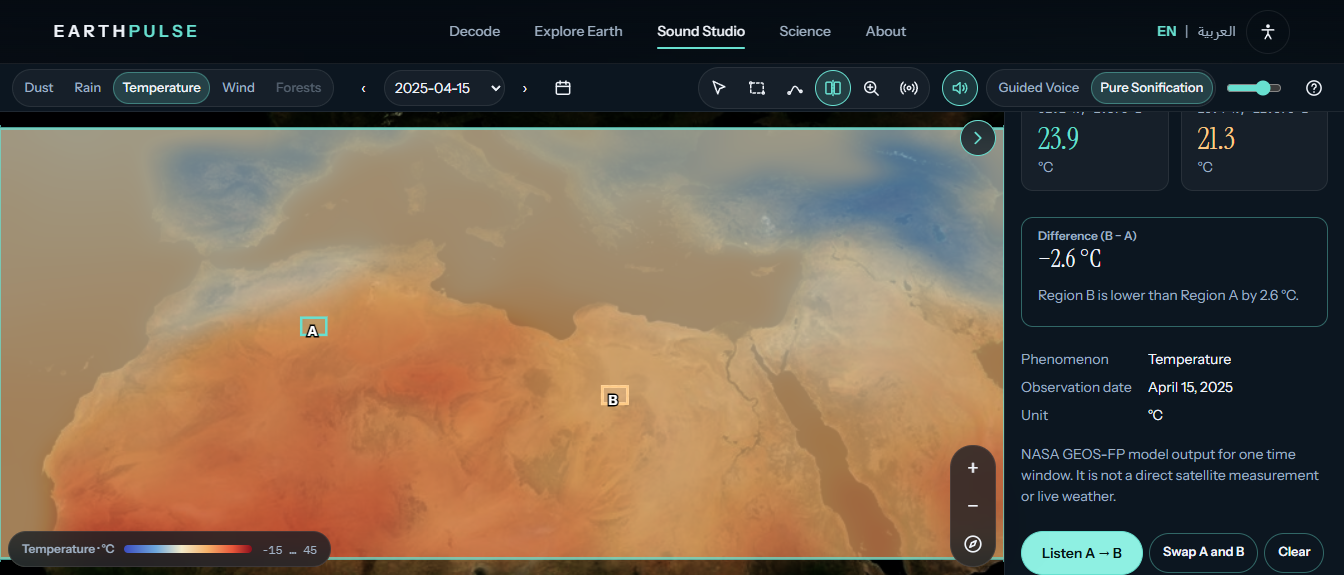 EARTHPULSE
Decode
Explore Earth
Sound Studio
Science
About
EN | العربية
Dust
Rain
Temperature
Wind
Forests
‹ 2025-04-15 ›
Guided Voice
Pure Sonification
23.9
°C
21.3
°C
Difference (B − A)
−2.6 °C
Region B is lower than Region A by 2.6 °C.
A
B
Phenomenon Temperature
Observation date April 15, 2025
Unit °C
NASA GEOS-FP model output for one time
window. It is not a direct satellite measurement
or live weather.
+
−
Temperature · °C -15 … 45
Listen A → B
Swap A and B
Clear